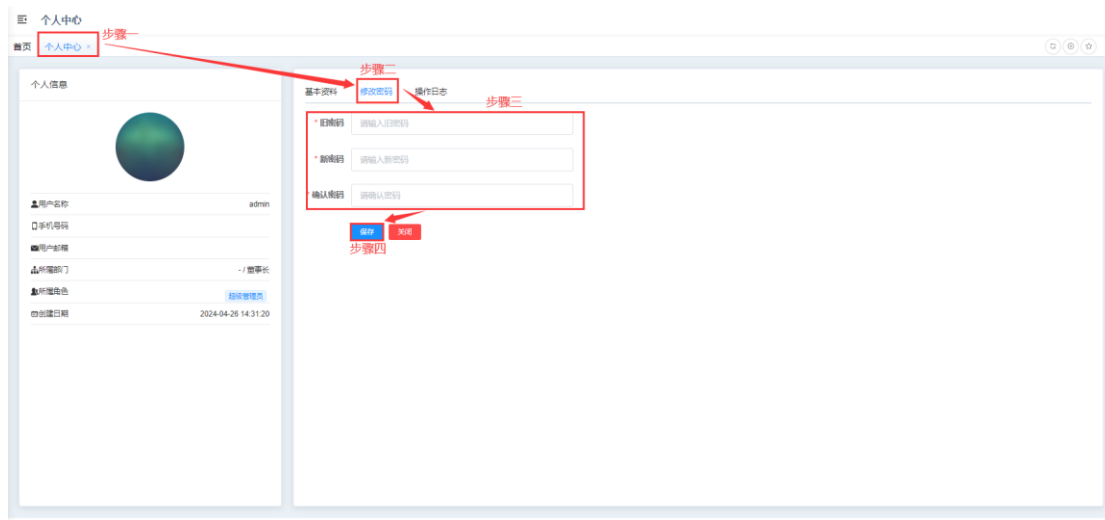 个人中心
步骤一
首页 个人中心 ×
个人信息
步骤二
基本资料 修改密码 操作日志
步骤三
* 旧密码 请输入旧密码
* 新密码 请输入新密码
* 确认密码 请确认密码
保存 关闭
步骤四
用户名称 admin
手机号码
用户邮箱
所属部门 - / 董事长
所属角色 超级管理员
创建日期 2024-04-26 14:31:20